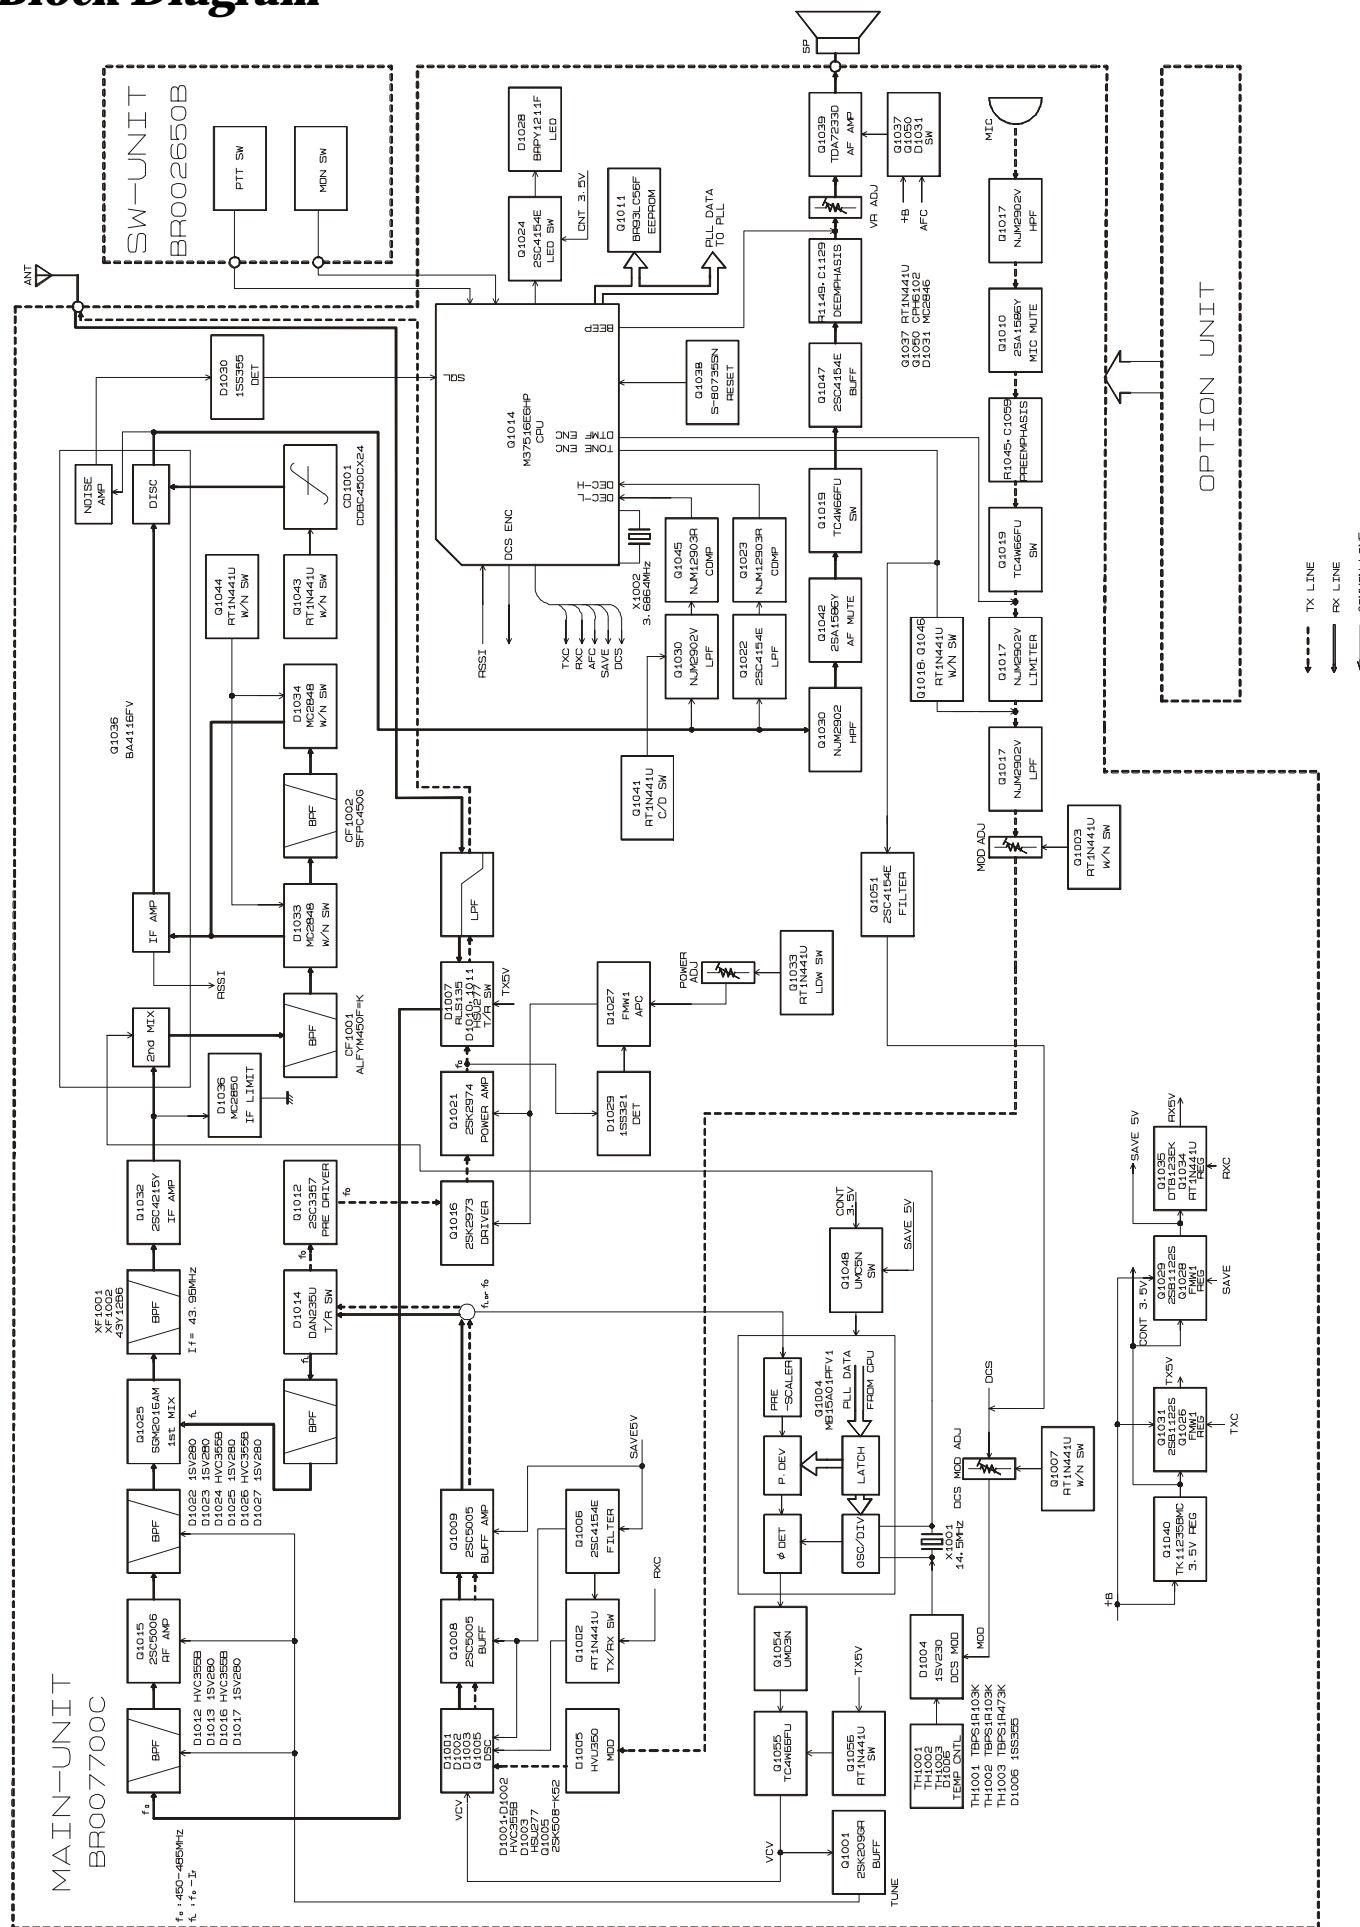 Block Diagram
SW-UNIT
BR002650B
PTT SW
MON SW
ANT
SP
MIC
D1028
BRPY1211F
LED
Q1024
2SC4154E
LED SW
CNT 3.5V
Q1011
BR93LC56F
EEPROM
PLL DATA
TO PLL
Q1039
TDA7233D
AF AMP
Q1037
Q1050
D1031
SW
VR ADJ
+B
AFC
R1149,C1129
DEEMPHASIS
Q1037 RT1N441U
Q1050 CPH6102
D1031 MC2846
Q1047
2SC4154E
BUFF
Q1019
TC4W66FU
SW
Q1042
2SA1586Y
AF MUTE
Q1030
NJM2902
HPF
Q1017
NJM2902V
HPF
Q1010
2SA1586Y
MIC MUTE
R1045,C1059
PREEMPHASIS
Q1019
TC4W66FU
SW
Q1017
NJM2902V
LIMITER
Q1018,Q1046
RT1N441U
W/N SW
Q1017
NJM2902V
LPF
MOD ADJ
Q1003
RT1N441U
W/N SW
OPTION UNIT
TX LINE
RX LINE
D1030
1SS355
DET
SQL
BEEP
Q1014
M37516E6HP
CPU
DTMF ENC
TONE ENC
DEC-H
DEC-L
DCS ENC
Q1038
S-80735SN
RESET
RSSI
TXC
RXC
AFC
SAVE
DCS
X1002
3.6864MHz
Q1045
NJM12903R
COMP
Q1023
NJM12903R
COMP
Q1030
NJM2902V
LPF
Q1022
2SC4154E
LPF
Q1041
RT1N441U
C/D SW
NOISE
AMP
DISC
CD1001
CDBC450CX24
Q1044
RT1N441U
W/N SW
Q1043
RT1N441U
W/N SW
Q1036
BA4116FV
D1034
MC2848
W/N SW
BPF
CF1002
SFPC450G
IF AMP
D1033
MC2848
W/N SW
RSSI
2nd MIX
BPF
CF1001
ALFYM450F=K
D1036
MC2850
IF LIMIT
LPF
D1007
RLS135
D1010,1011
HSU277
T/R SW
TX5V
Q1027
FMW1
APC
POWER
ADJ
Q1033
RT1N441U
LOW SW
Q1051
2SC4154E
FILTER
Q1021
2SK2974
POWER AMP
D1029
1SS321
DET
Q1032
2SC4215Y
IF AMP
Q1012
2SC3357
PRE DRIVER
Q1016
2SK2973
DRIVER
XF1001
XF1002
43Y12B6
BPF
If= 43.95MHz
D1014
DAN235U
T/R SW
fo
fL
fLor fo
Q1025
SGM2016AM
1st MIX
BPF
D1022 1SV280
D1023 1SV280
D1024 HVC355B
D1025 1SV280
D1026 HVC355B
D1027 1SV280
BPF
Q1015
2SC5006
RF AMP
BPF
D1012 HVC355B
D1013 1SV280
D1016 HVC355B
D1017 1SV280
MAIN-UNIT
BR007700C
fo :450-485MHz
fL : fo-If
Q1009
2SC5005
BUFF AMP
Q1006
2SC4154E
FILTER
SAVE5V
Q1008
2SC5005
BUFF
Q1002
RT1N441U
TX/RX SW
RXC
D1001
D1002
D1003
Q1005
OSC
D1005
HVU350
MOD
VCV
D1001,D1002
HVC355B
D1003
HSU277
Q1005
2SK508-K52
CONT
3.5V
Q1048
UMC5N
SW
SAVE 5V
PRE
-SCALER
Q1004
MB15A01PFV1
PLL DATA
FROM CPU
P.DEV
LATCH
φDET
OSC/DIV
X1001
14.5MHz
DCS MOD ADJ
DCS
Q1007
RT1N441U
W/N SW
Q1054
UMD3N
Q1055
TC4W66FU
TX5V
Q1056
RT1N441U
SW
VCV
Q1001
2SK209GR
BUFF
TUNE
D1004
1SV230
DCS MOD
MOD
TH1001
TH1002
TH1003
D1006
TEMP CNTL
TH1001 TBPS1R103K
TH1002 TBPS1R103K
TH1003 TBPS1R473K
D1006 1SS355
SAVE 5V
RX5V
Q1035
DTB123EK
Q1034
RT1N441U
REG
RXC
Q1029
2SB1122S
Q1028
FMW1
REG
SAVE
CONT 3.5V
TX5V
Q1031
2SB1122S
Q1026
FMW1
REG
TXC
Q1040
TK11235BMC
3.5V REG
+B